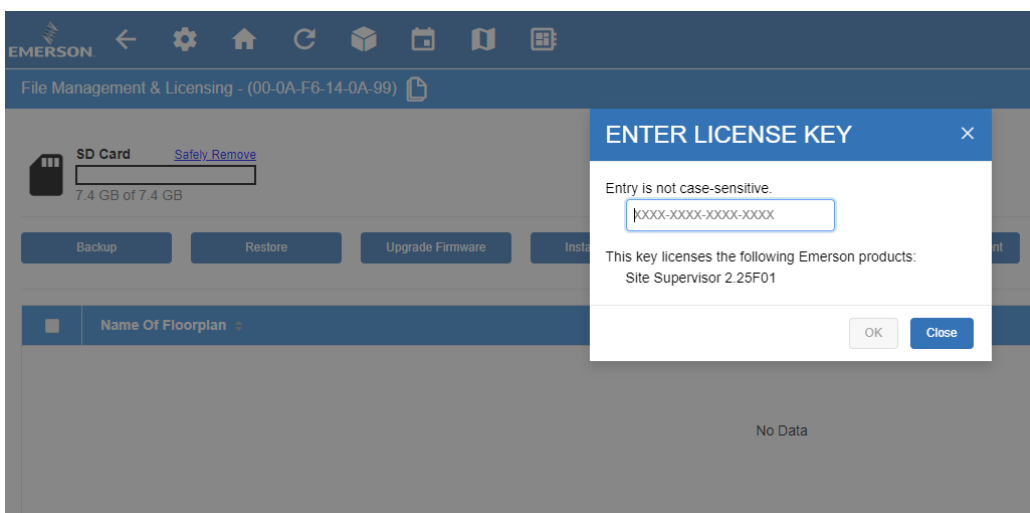 EMERSON
File Management & Licensing - (00-0A-F6-14-0A-99)
SD Card Safely Remove
7.4 GB of 7.4 GB
Backup Restore Upgrade Firmware Insta nt
Name Of Floorplan
No Data
ENTER LICENSE KEY
Entry is not case-sensitive.
XXXX-XXXX-XXXX-XXXX
This key licenses the following Emerson products:
Site Supervisor 2.25F01
OK Close